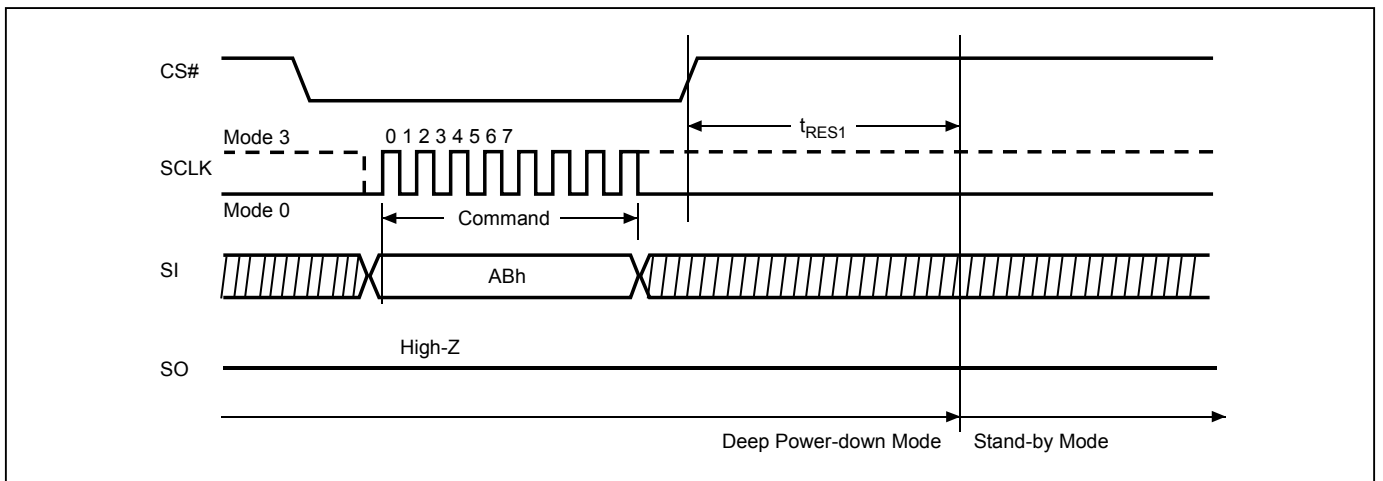 CS#
tRES1
Mode 3
0 1 2 3 4 5 6 7
SCLK
Mode 0
Command
SI
ABh
High-Z
SO
Deep Power-down Mode
Stand-by Mode